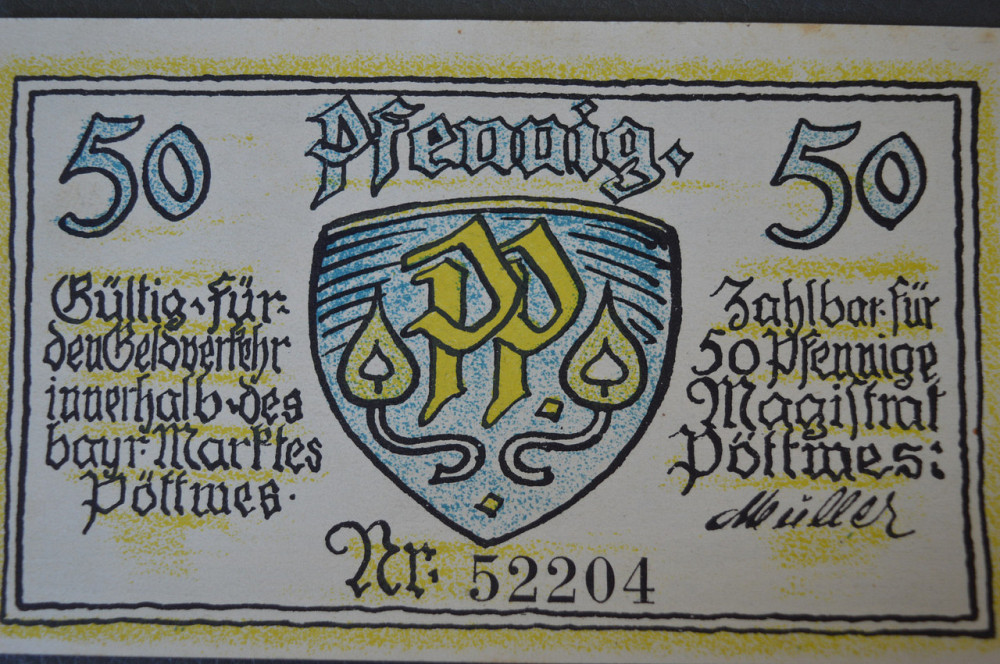 50
Pfennig.
50
PP
Gültig für
den Geldverkehr
innerhalb des
bayr. Marktes
Pöttmes.
Zahlbar für
50 Pfennige
Magistrat
Pöttmes:
Müller
Nr. 52204